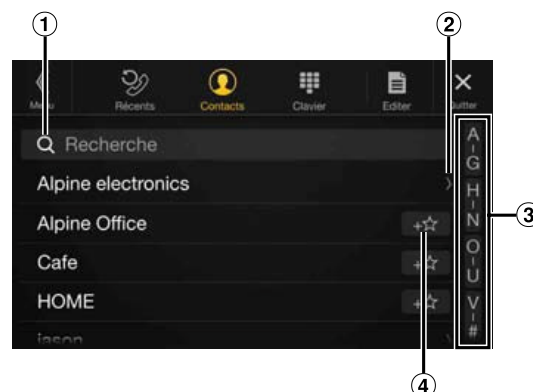 1 2
Menu Récents Contacts Clavier Editer Quitter
Recherche
Alpine electronics
Alpine Office
Cafe
HOME
jason
A-G
H-N
O-U
V-#
3
4